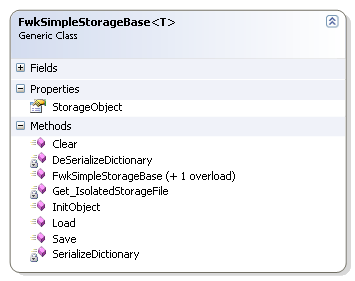 FwkSimpleStorageBase<T>
Generic Class
Fields
Properties
StorageObject
Methods
Clear
DeSerializeDictionary
FwkSimpleStorageBase (+ 1 overload)
Get_IsolatedStorageFile
InitObject
Load
Save
SerializeDictionary